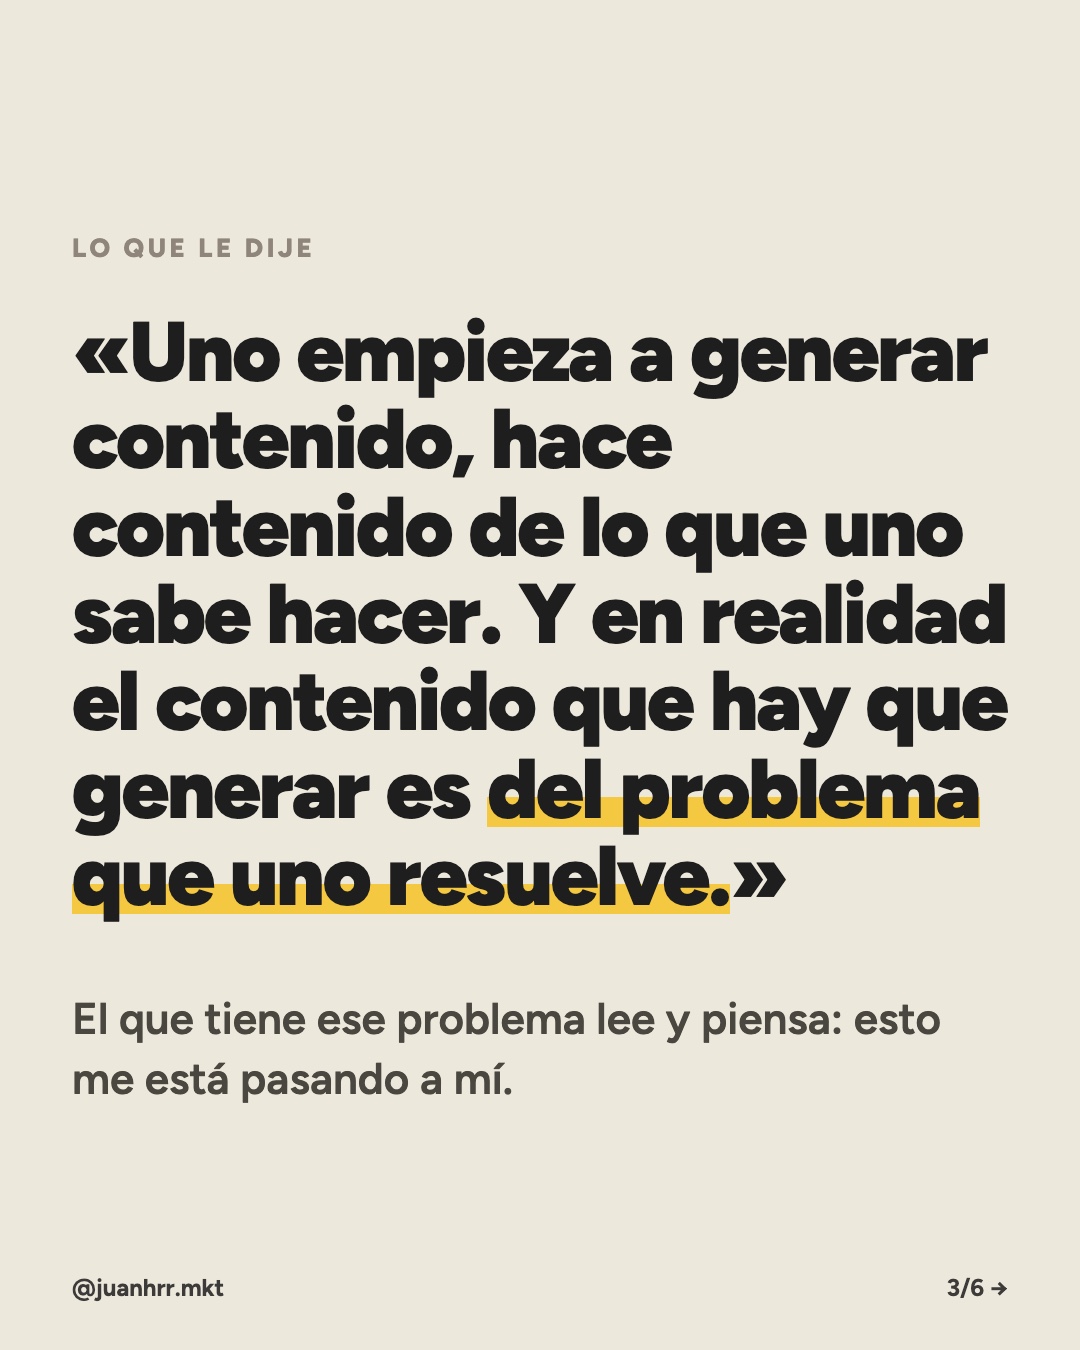 LO QUE LE DIJE
«Uno empieza a generar
contenido, hace
contenido de lo que uno
sabe hacer. Y en realidad
el contenido que hay que
generar es del problema
que uno resuelve.»
El que tiene ese problema lee y piensa: esto
me está pasando a mí.
@juanhrr.mkt
3/6 →